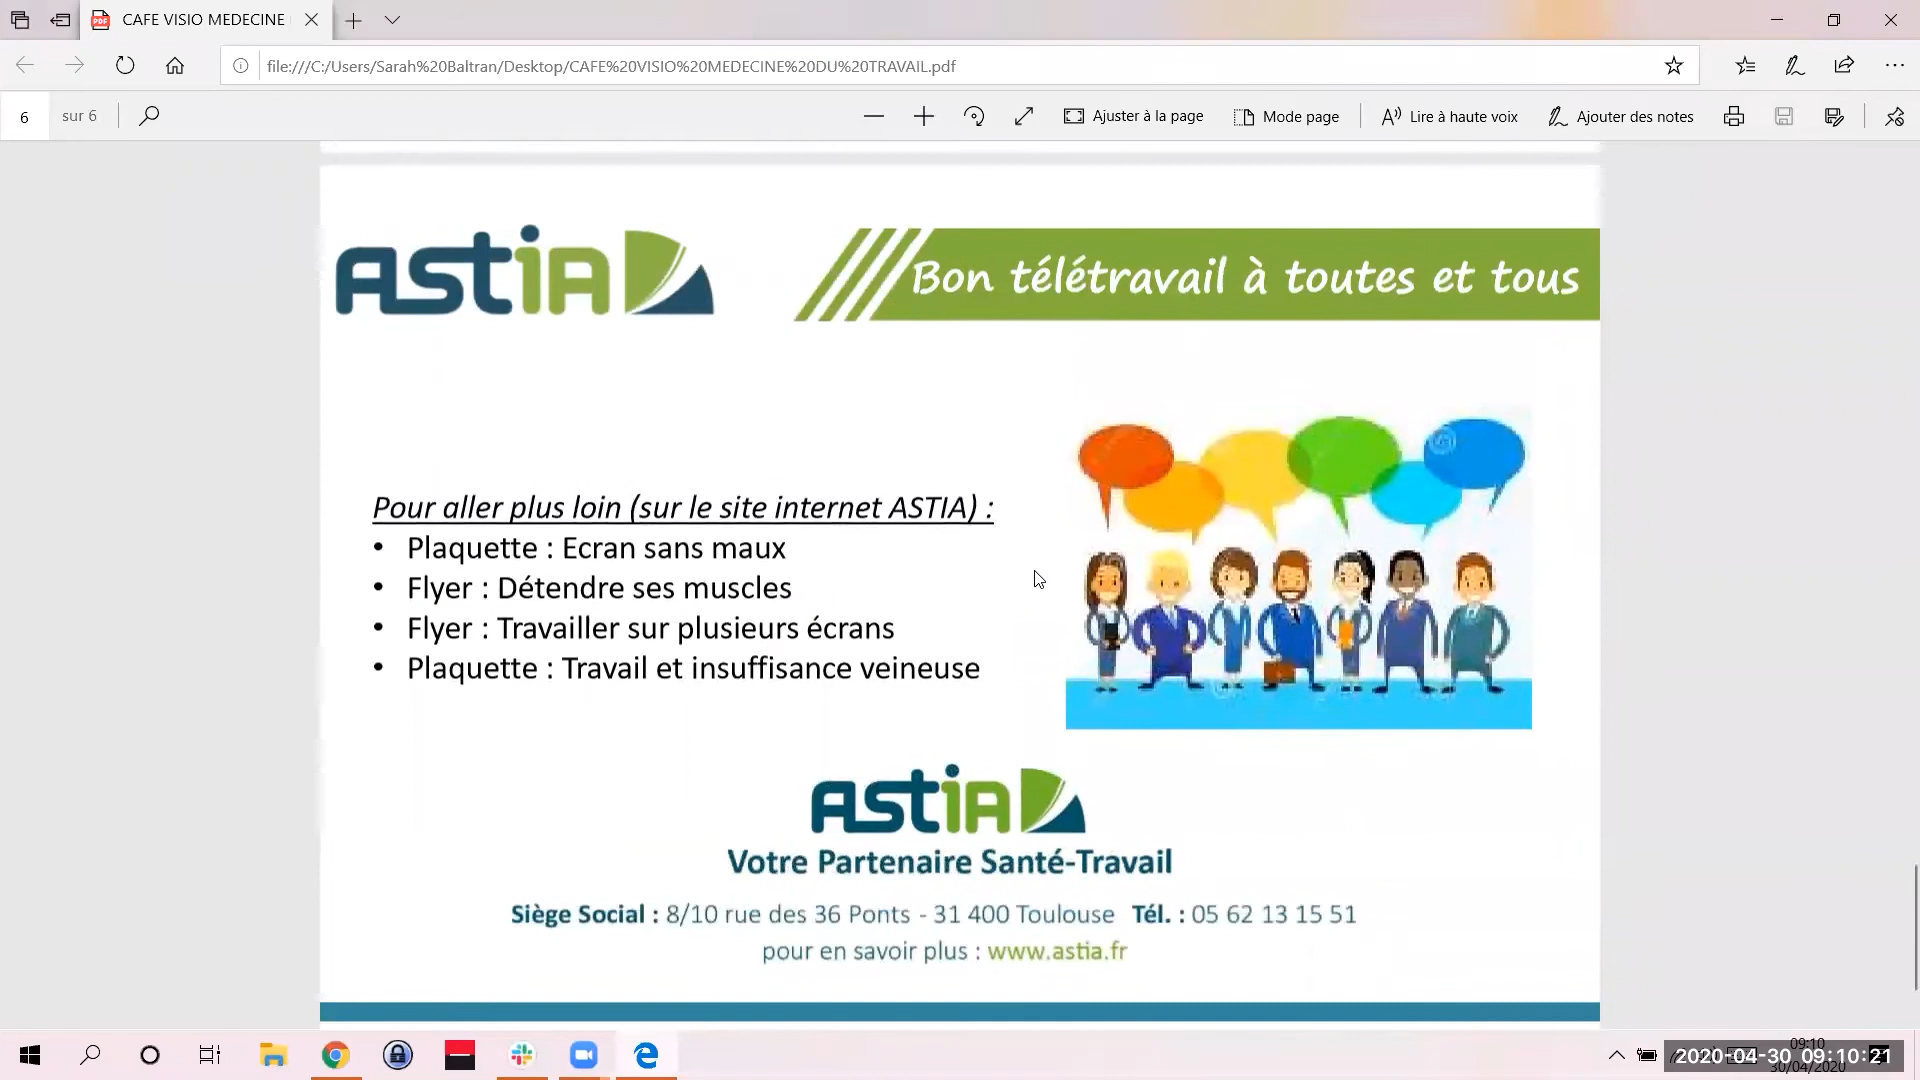 CAFE VISIO MEDECINE
file:///C:/Users/Sarah%20Baltran/Desktop/CAFE%20VISIO%20MEDECINE%20DU%20TRAVAIL.pdf
6 sur 6 Ajuster à la page Mode page Lire à haute voix Ajouter des notes
astia Bon télétravail à toutes et tous
Pour aller plus loin (sur le site internet ASTIA) :
• Plaquette : Ecran sans maux
• Flyer : Détendre ses muscles
• Flyer : Travailler sur plusieurs écrans
• Plaquette : Travail et insuffisance veineuse
astia
Votre Partenaire Santé-Travail
Siège Social : 8/10 rue des 36 Ponts - 31 400 Toulouse Tél. : 05 62 13 15 51
pour en savoir plus : www.astia.fr
09:10
2020-04-30 09:10:21
30/04/2020